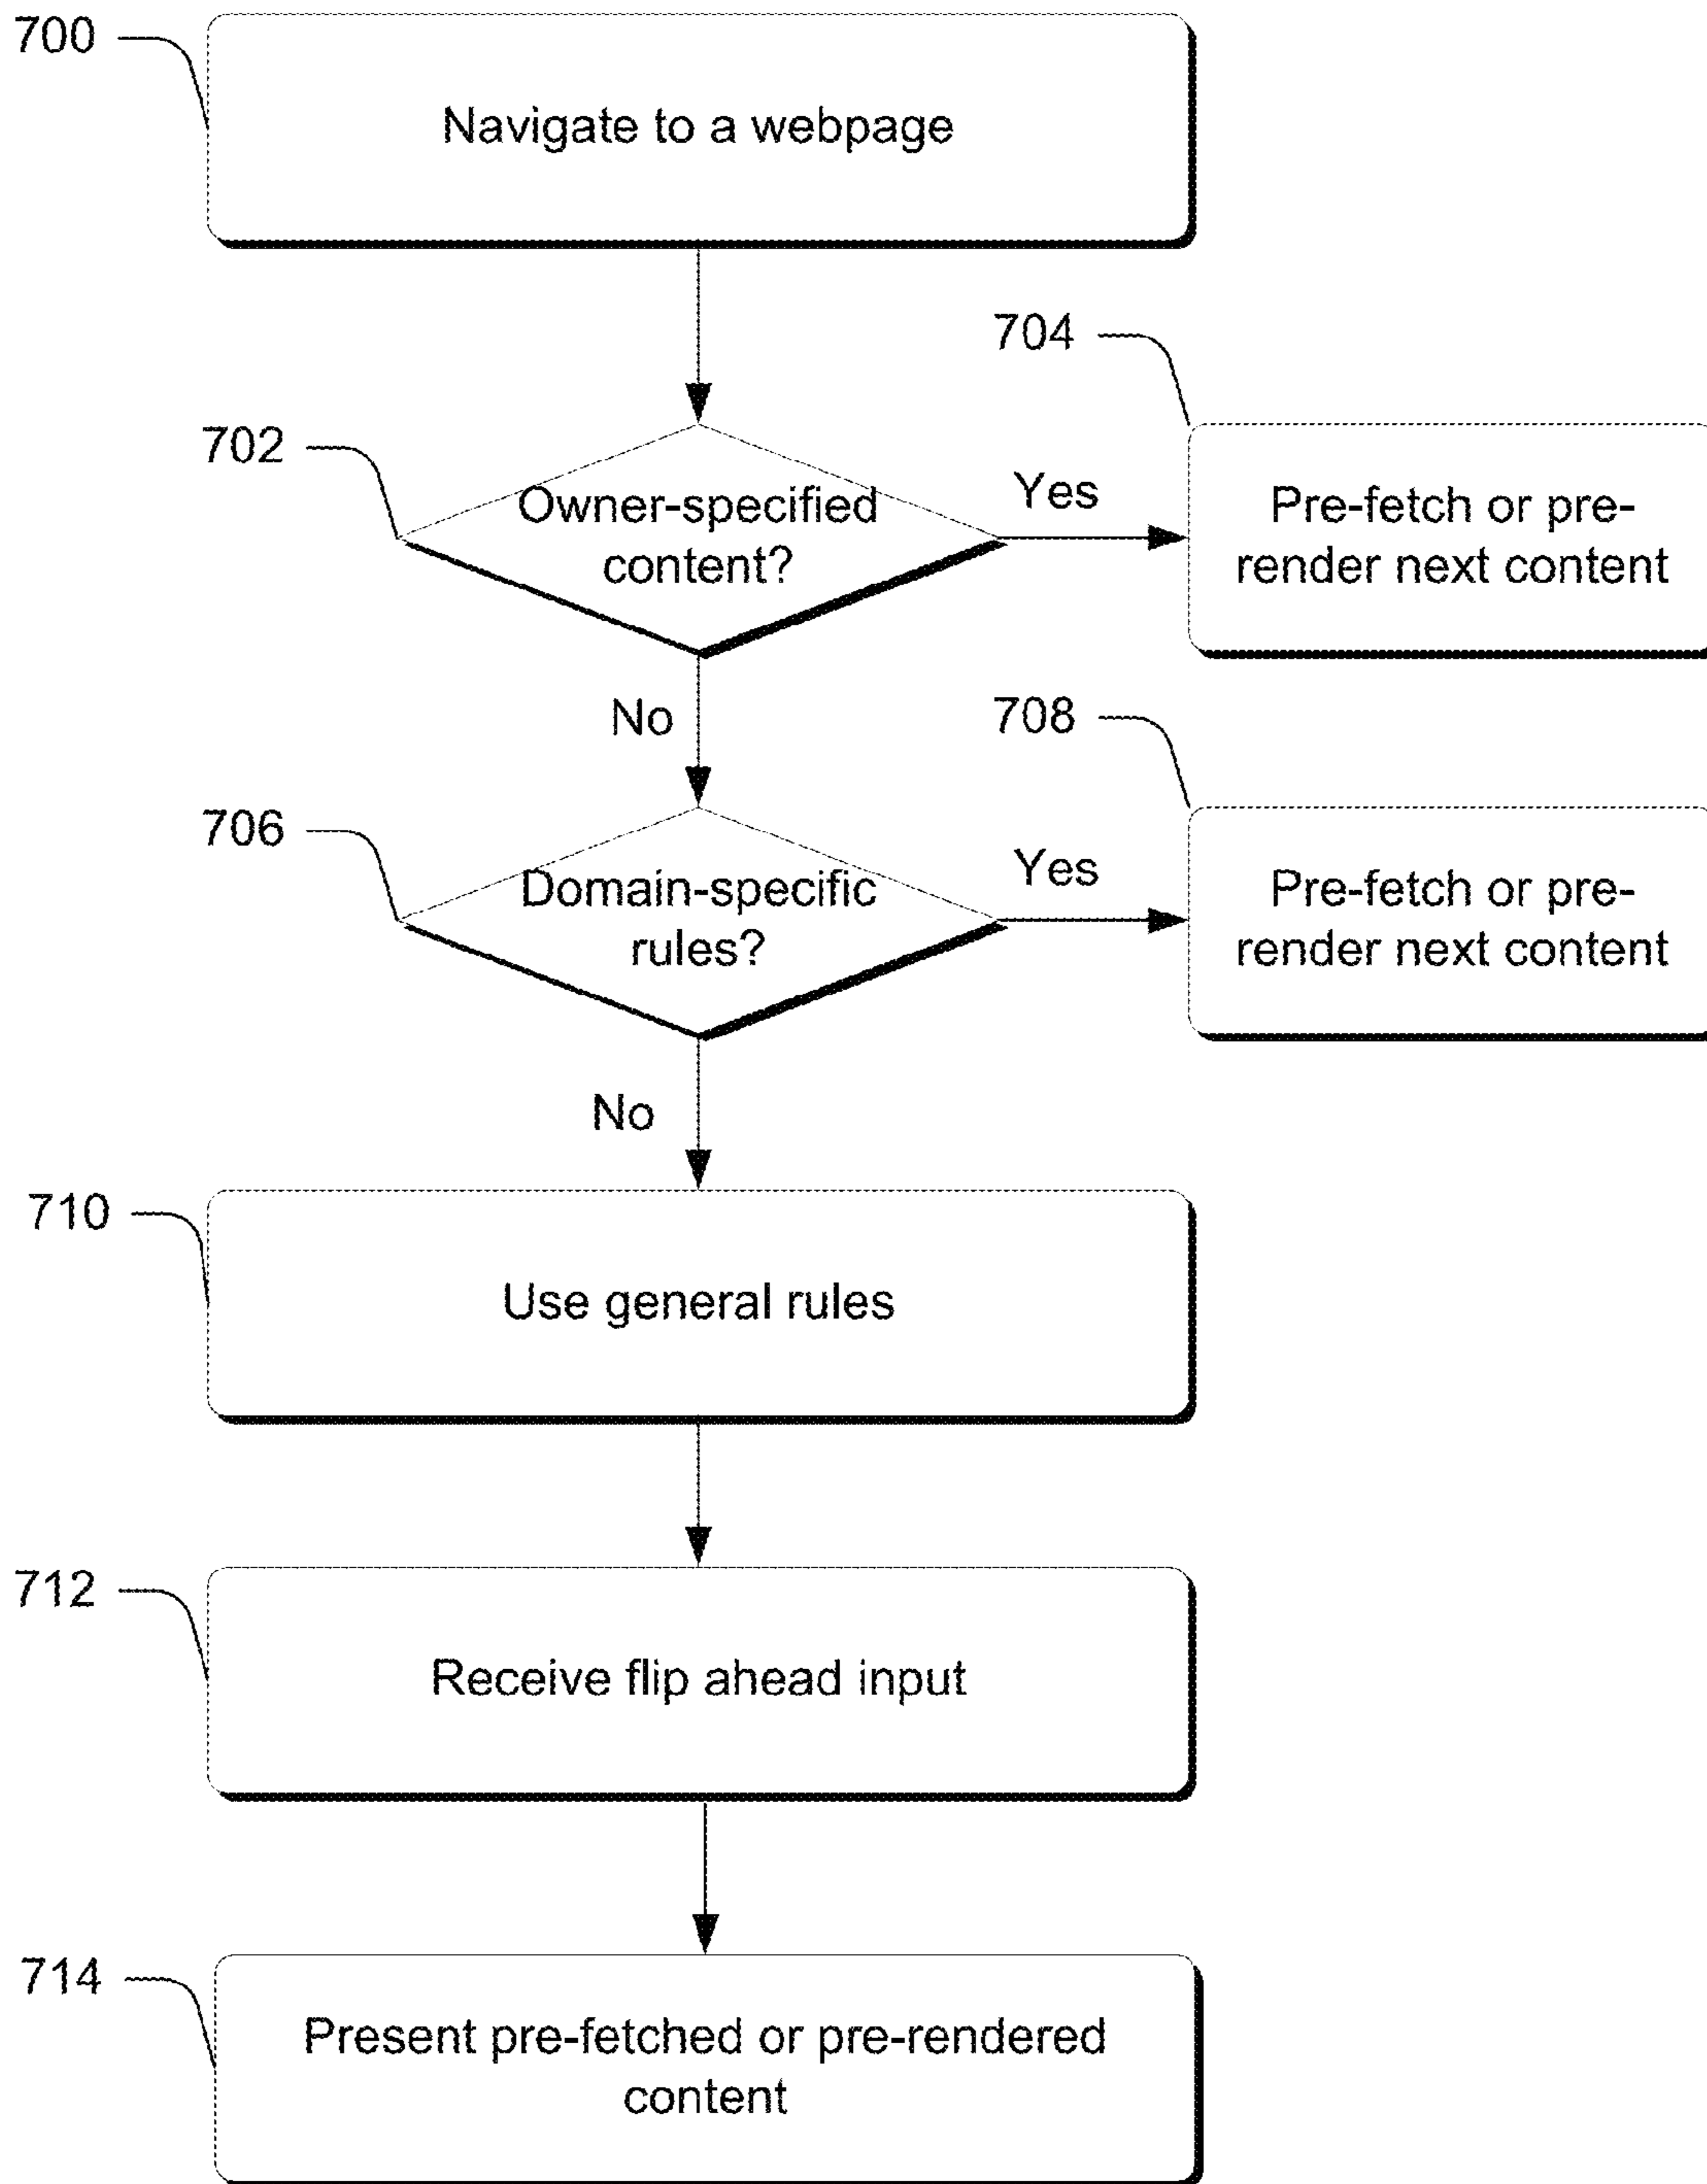 700
Navigate to a webpage
704
702
Owner-specified
content?
Yes
Pre-fetch or pre-
render next content
No
708
706
Domain-specific
rules?
Yes
Pre-fetch or pre-
render next content
No
710
Use general rules
712
Receive flip ahead input
714
Present pre-fetched or pre-rendered
content